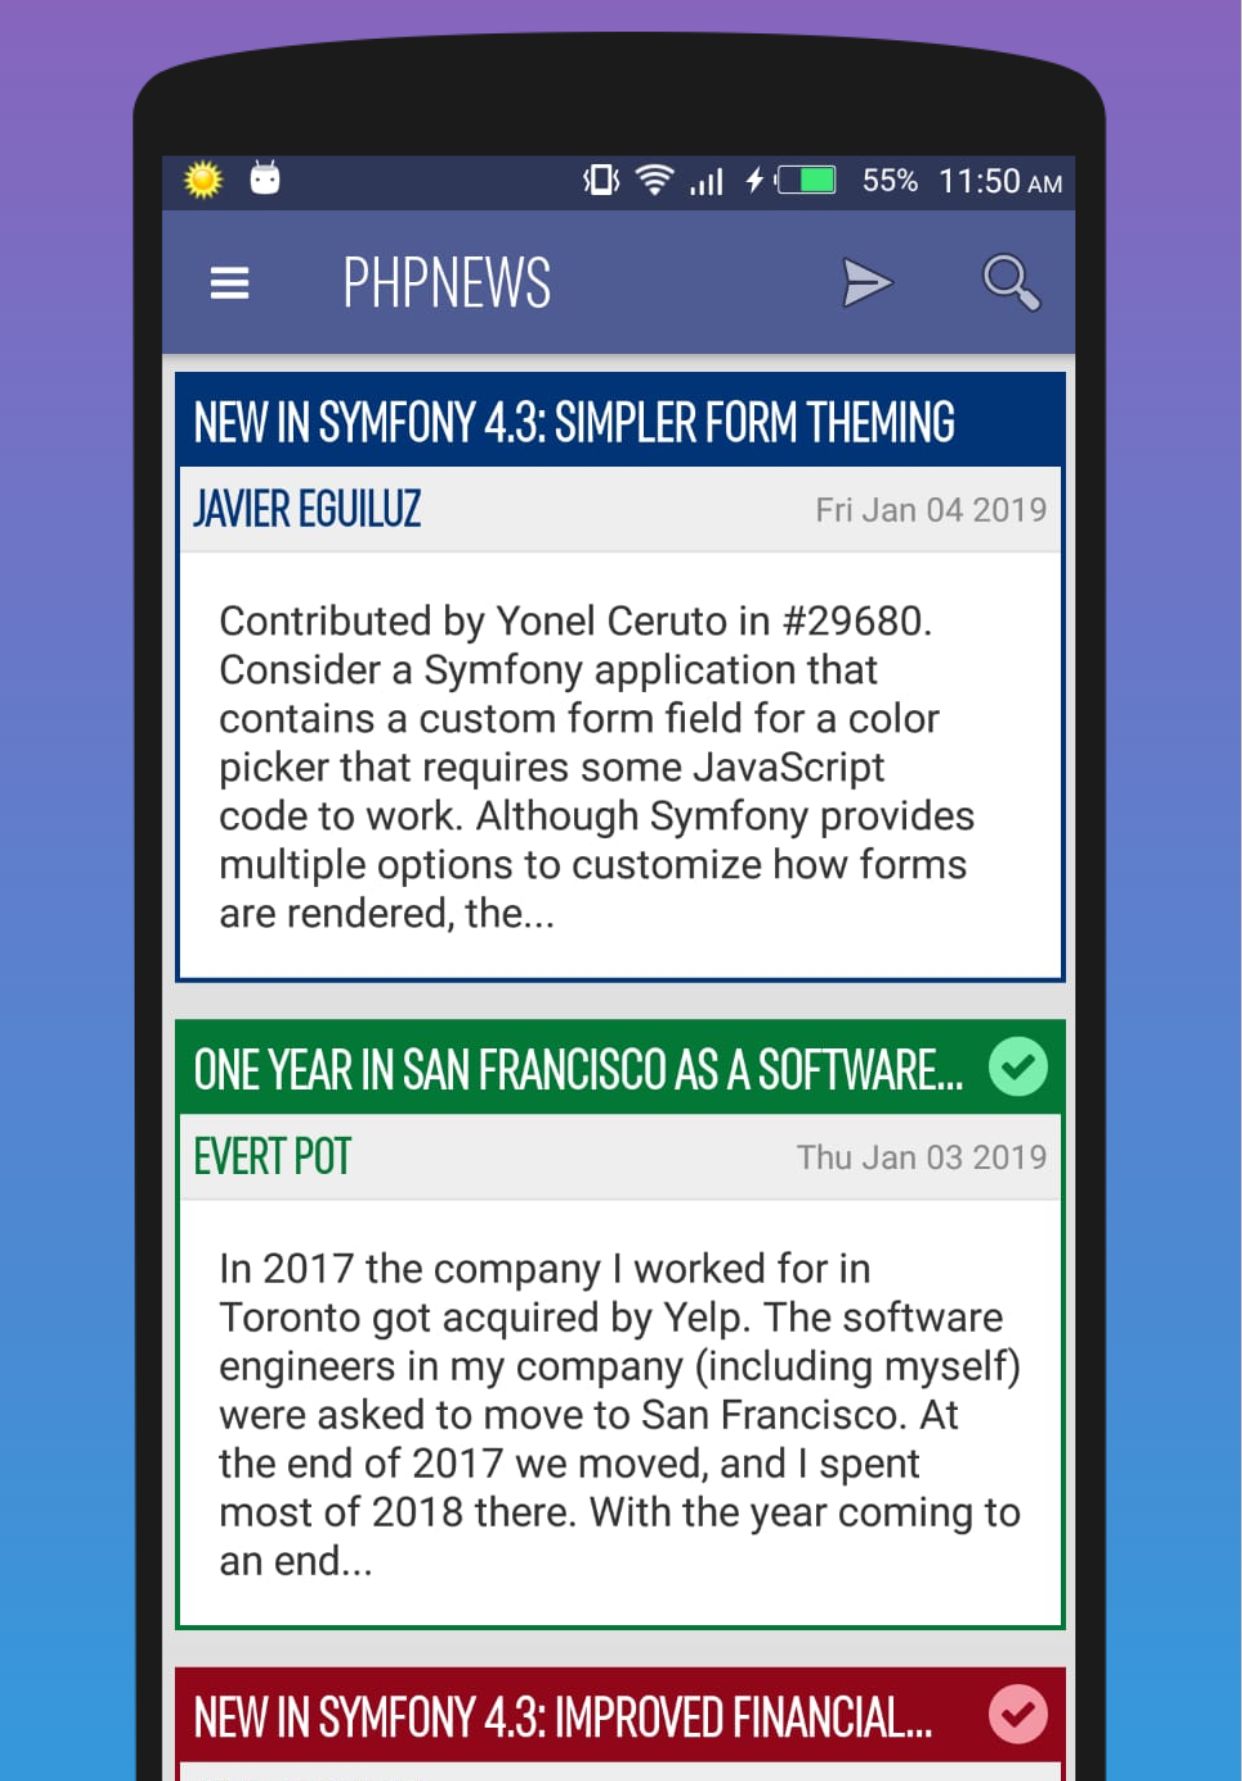 55% 11:50 AM
PHPNEWS
NEW IN SYMFONY 4.3: SIMPLER FORM THEMING
JAVIER EGUILUZ Fri Jan 04 2019
Contributed by Yonel Ceruto in #29680.
Consider a Symfony application that
contains a custom form field for a color
picker that requires some JavaScript
code to work. Although Symfony provides
multiple options to customize how forms
are rendered, the...
ONE YEAR IN SAN FRANCISCO AS A SOFTWARE...
EVERT POT Thu Jan 03 2019
In 2017 the company I worked for in
Toronto got acquired by Yelp. The software
engineers in my company (including myself)
were asked to move to San Francisco. At
the end of 2017 we moved, and I spent
most of 2018 there. With the year coming to
an end...
NEW IN SYMFONY 4.3: IMPROVED FINANCIAL...